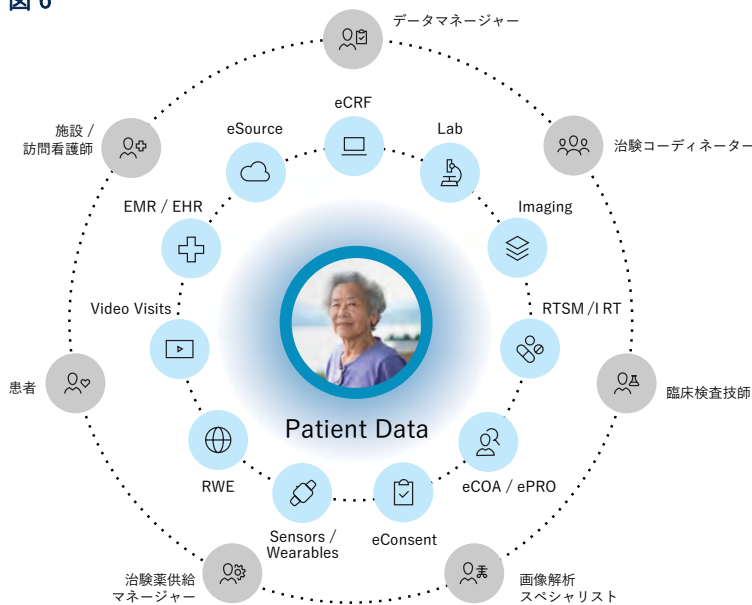 図 6
データマネージャー
eCRF
eSource
Lab
施設 /
訪問看護師
治験コーディネーター
EMR / EHR
Imaging
Video Visits
RTSM /I RT
患者
臨床検査技師
Patient Data
RWE
eCOA / ePRO
Sensors /
Wearables
eConsent
治験薬供給
マネージャー
画像解析
スペシャリスト